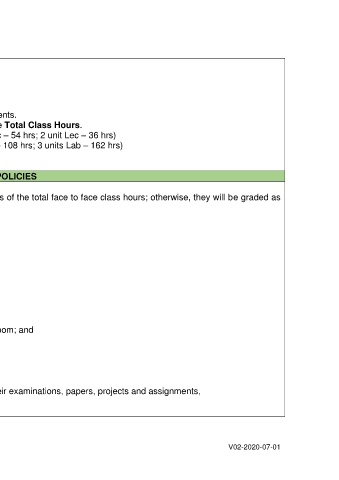 ents.
e Total Class Hours.
– 54 hrs; 2 unit Lec – 36 hrs)
108 hrs; 3 units Lab – 162 hrs)
POLICIES
s of the total face to face class hours; otherwise, they will be graded as
oom; and
eir examinations, papers, projects and assignments.
V02-2020-07-01